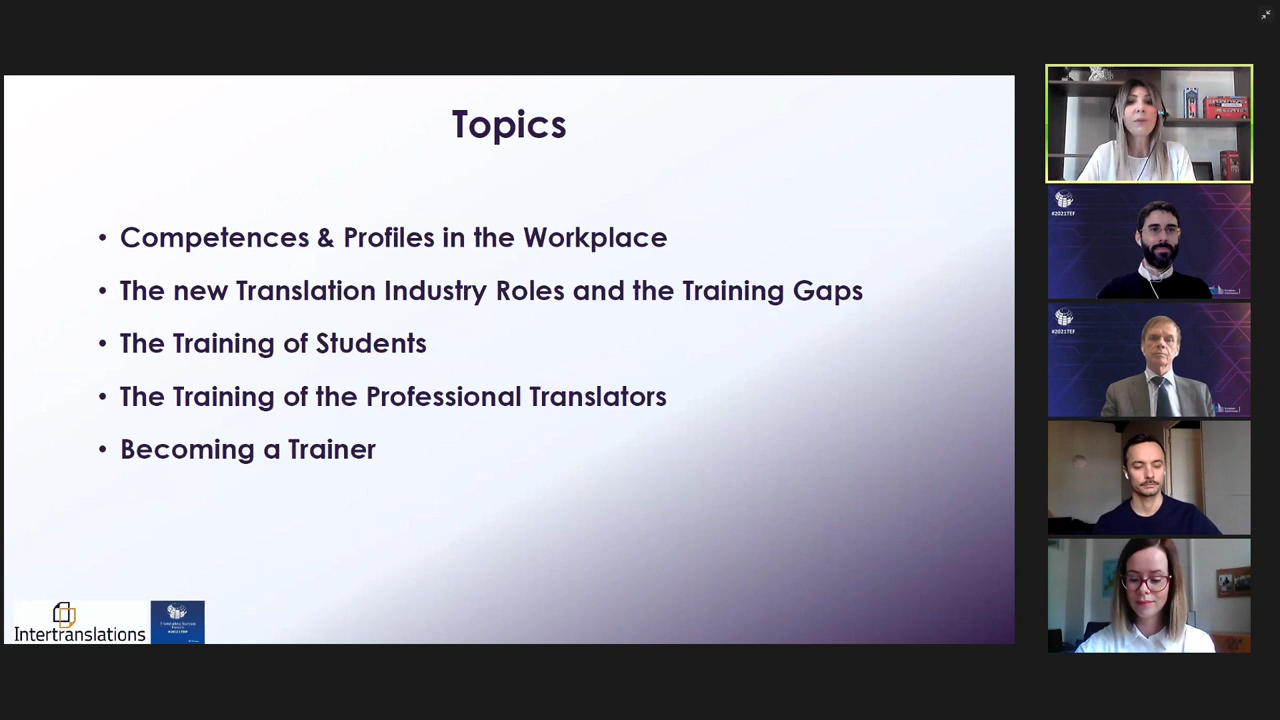 Topics
• Competences & Profiles in the Workplace
• The new Translation Industry Roles and the Training Gaps
• The Training of Students
• The Training of the Professional Translators
• Becoming a Trainer
Intertranslations
#2021TEF
#2021TEF
#2021TEF